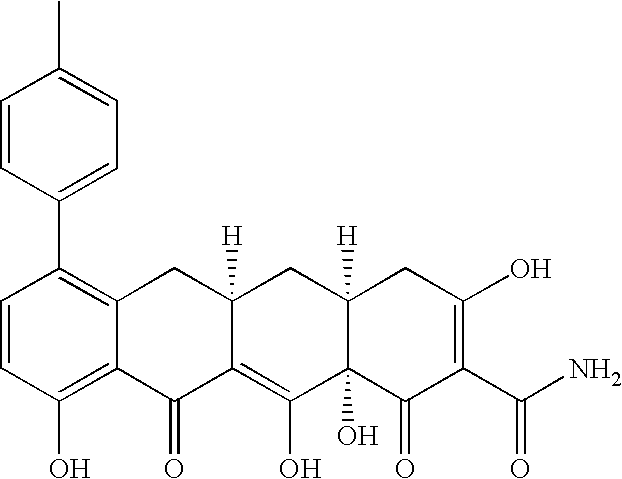 H H
OH
NH₂
OH
OH O OH O O